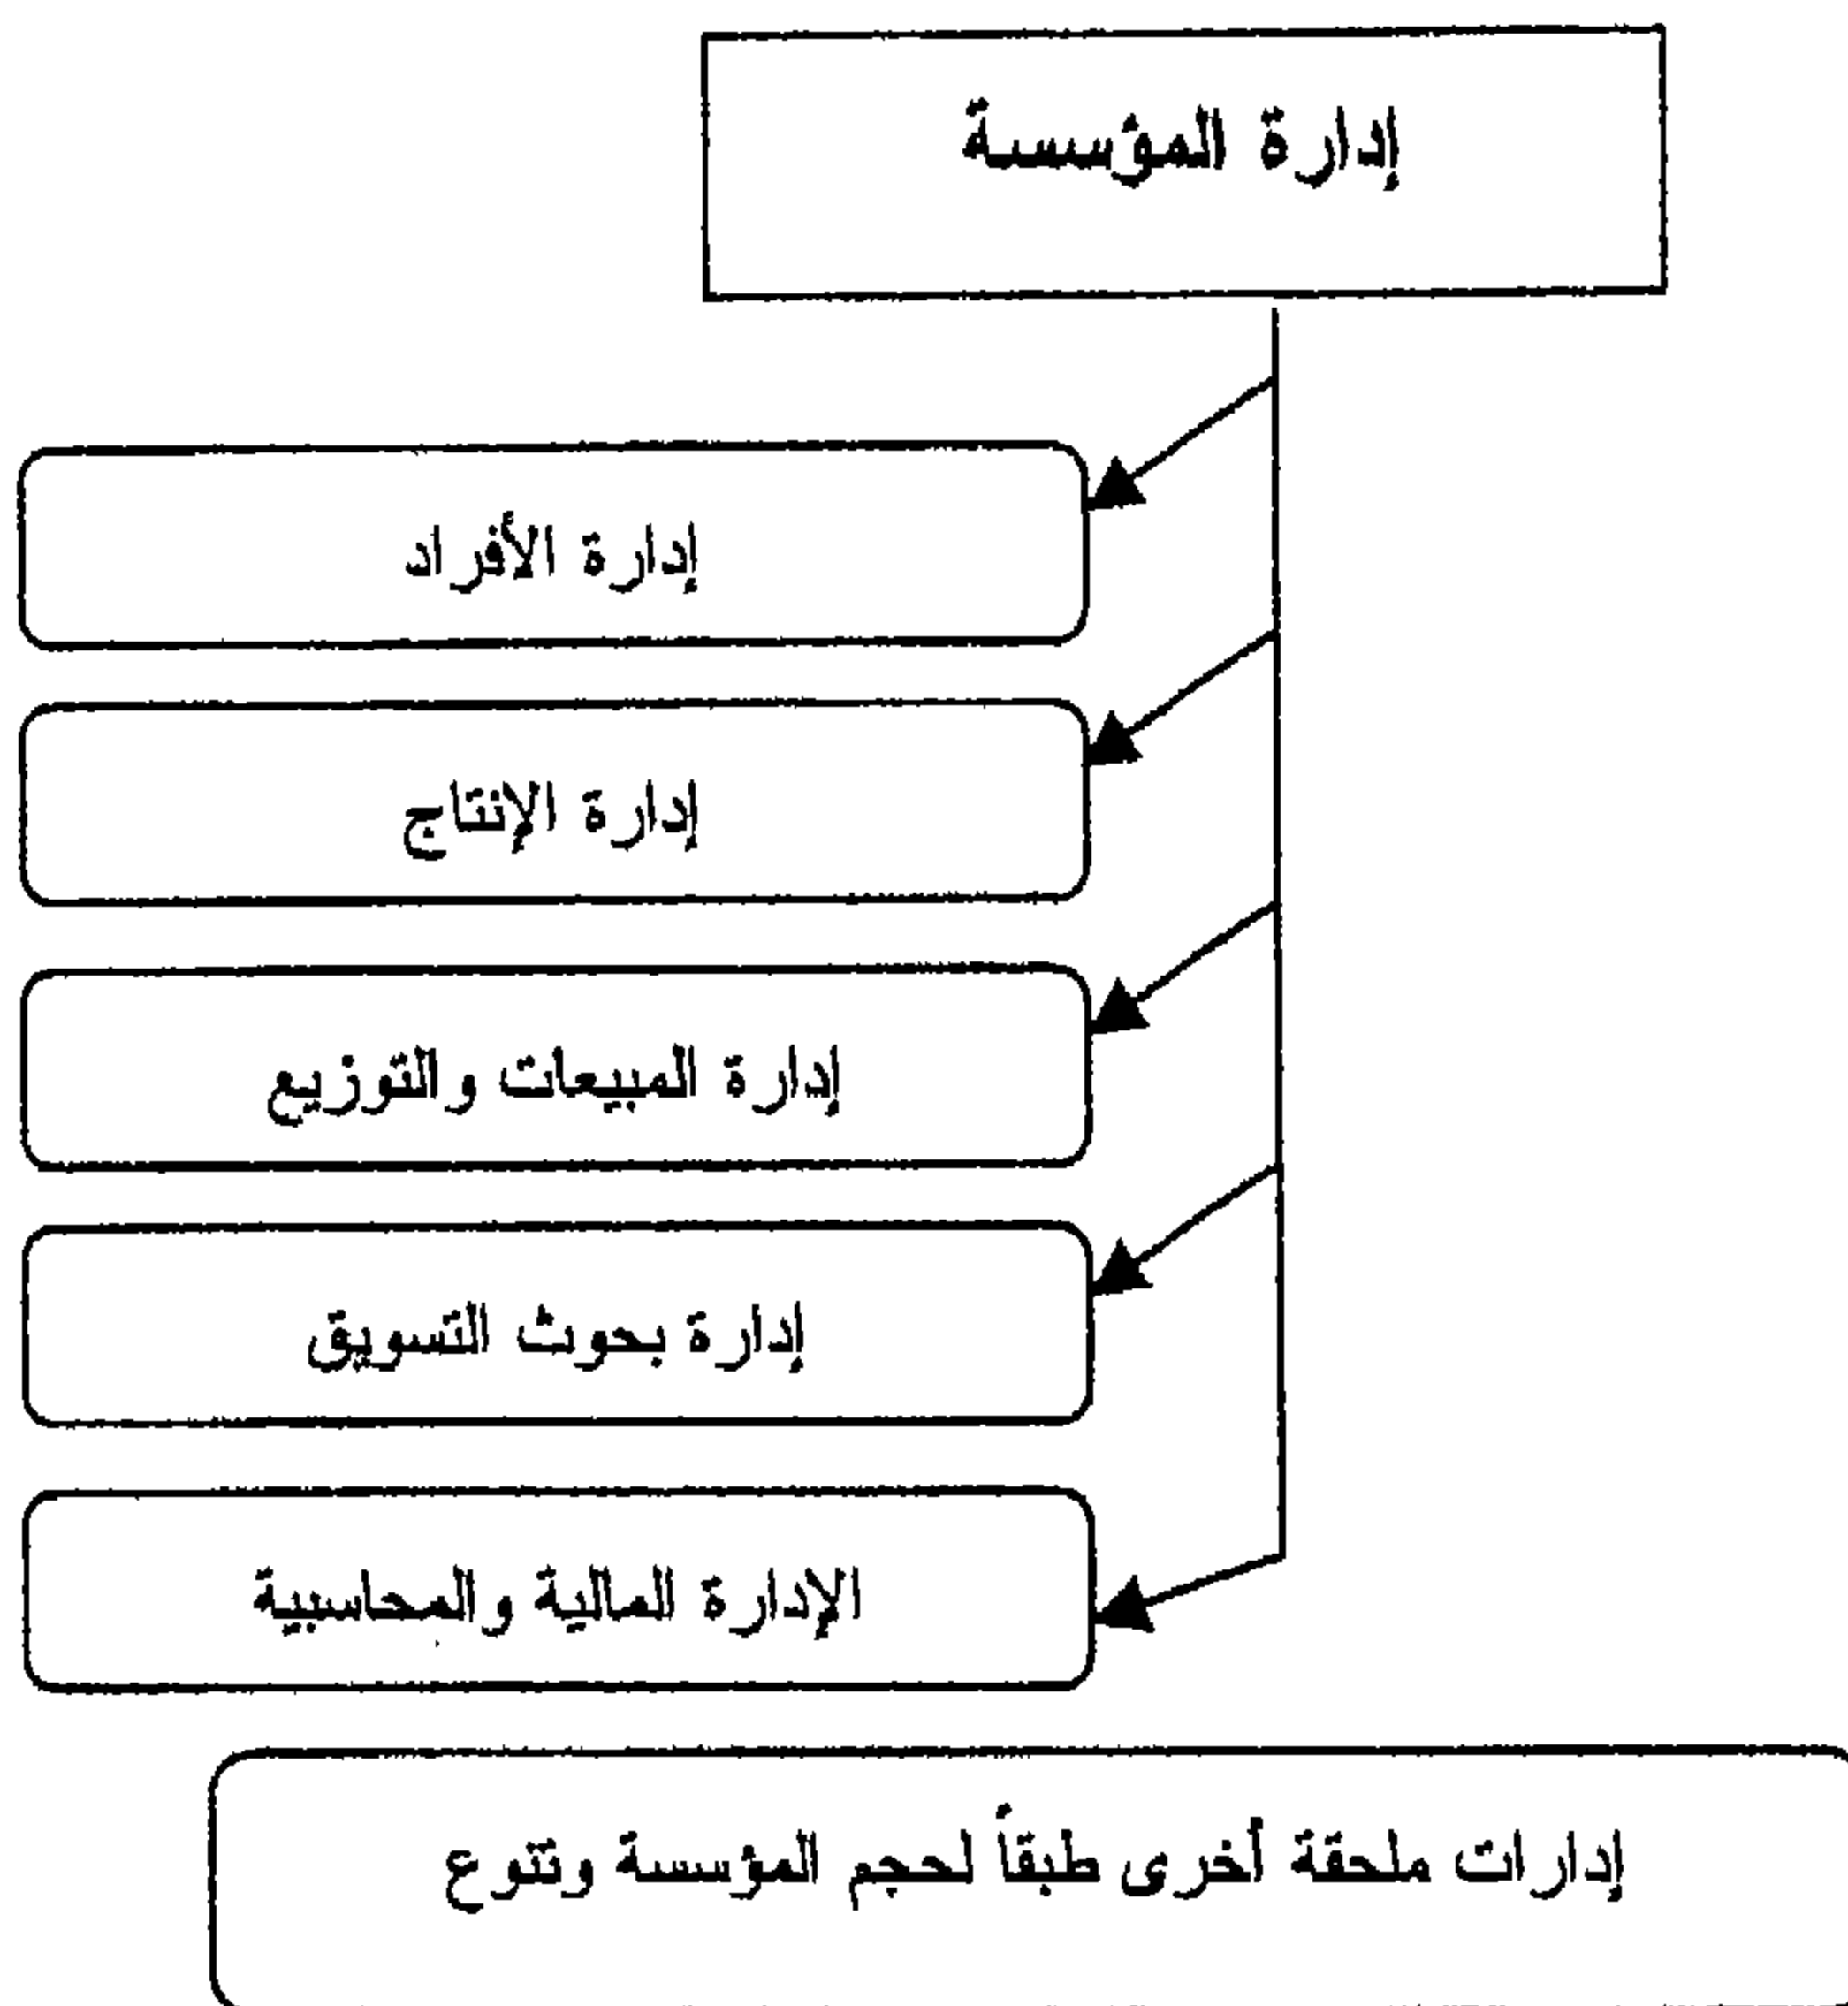 إدارة المؤسسة
إدارة الأفراد
إدارة الإنتاج
إدارة المبيعات والتوزيع
إدارة بحوث التسويق
الإدارة المالية والمحاسبية
إدارات ملحقة أخرى طبقاً لحجم المؤسسة وتنوع